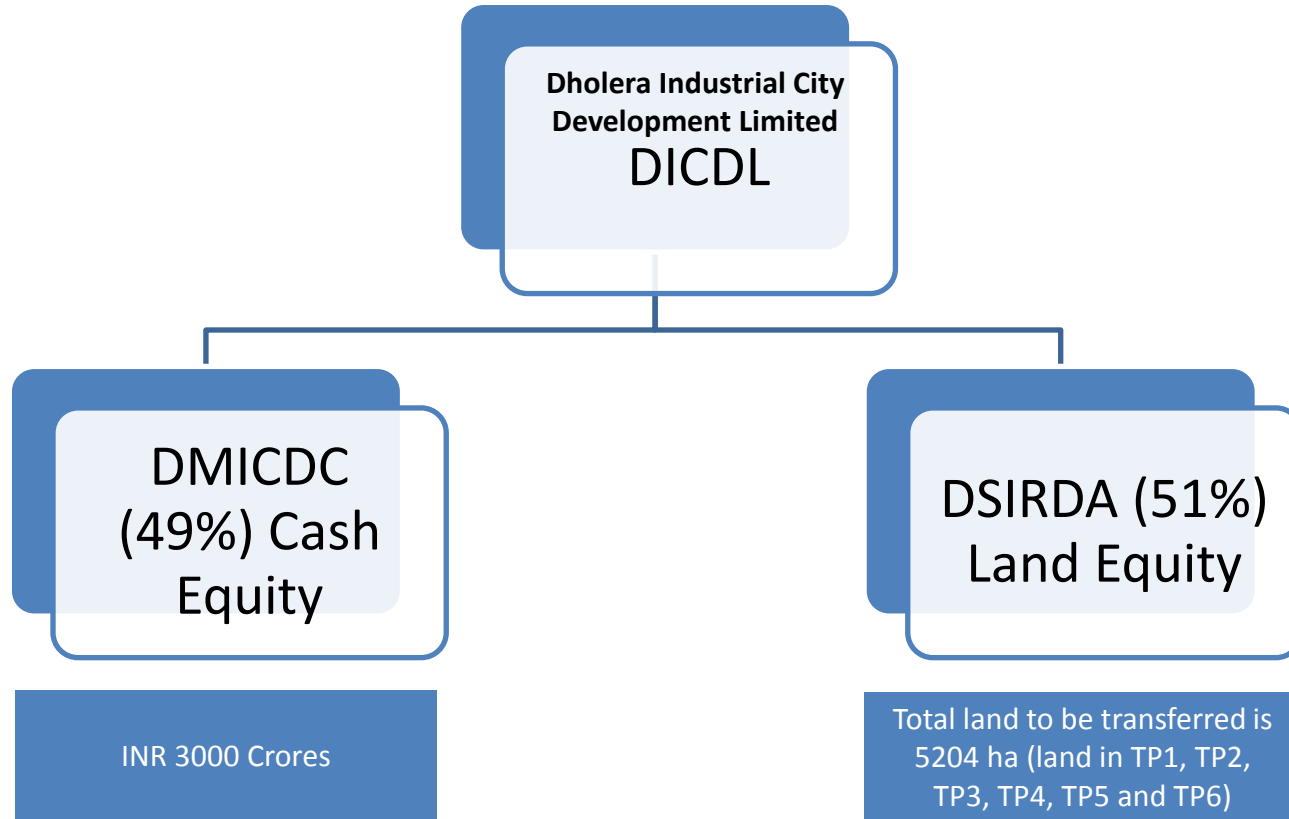 Dholera Industrial City
Development Limited
DICDL
DMICDC
(49%) Cash
Equity
DSIRDA (51%)
Land Equity
INR 3000 Crores
Total land to be transferred is
5204 ha (land in TP1, TP2,
TP3, TP4, TP5 and TP6)